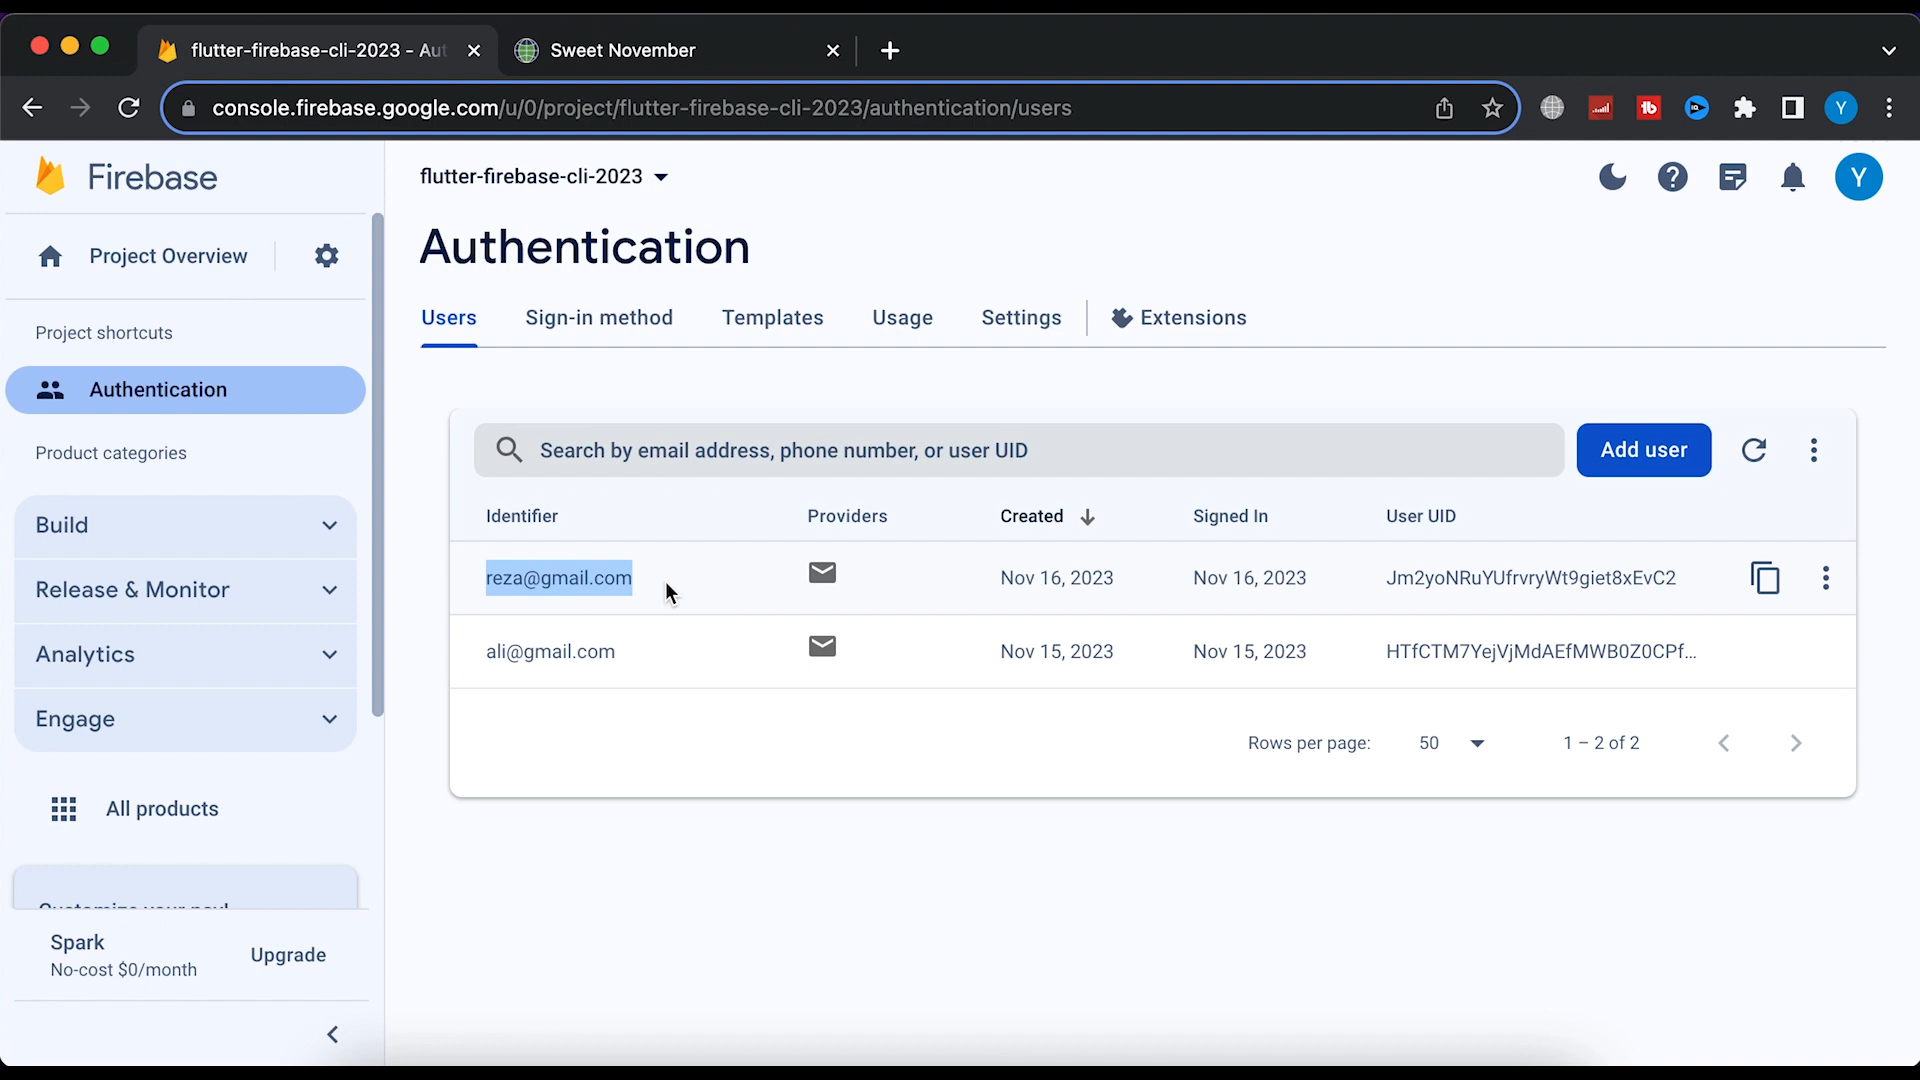 flutter-firebase-cli-2023 - Aut
Sweet November
console.firebase.google.com/u/0/project/flutter-firebase-cli-2023/authentication/users
Y
Firebase
flutter-firebase-cli-2023
Y
Project Overview
Authentication
Users
Sign-in method
Templates
Usage
Settings
Extensions
Project shortcuts
Authentication
Product categories
Build
Release & Monitor
Analytics
Engage
All products
Customize your nav!
Spark
No-cost $0/month
Upgrade
Search by email address, phone number, or user UID
Add user
Identifier
Providers
Created
Signed In
User UID
reza@gmail.com
Nov 16, 2023
Nov 16, 2023
Jm2yoNRuYUfrvryWt9giet8xEvC2
ali@gmail.com
Nov 15, 2023
Nov 15, 2023
HTfCTM7YejVjMdAEfMWB0Z0CPf...
Rows per page:
50
1 – 2 of 2